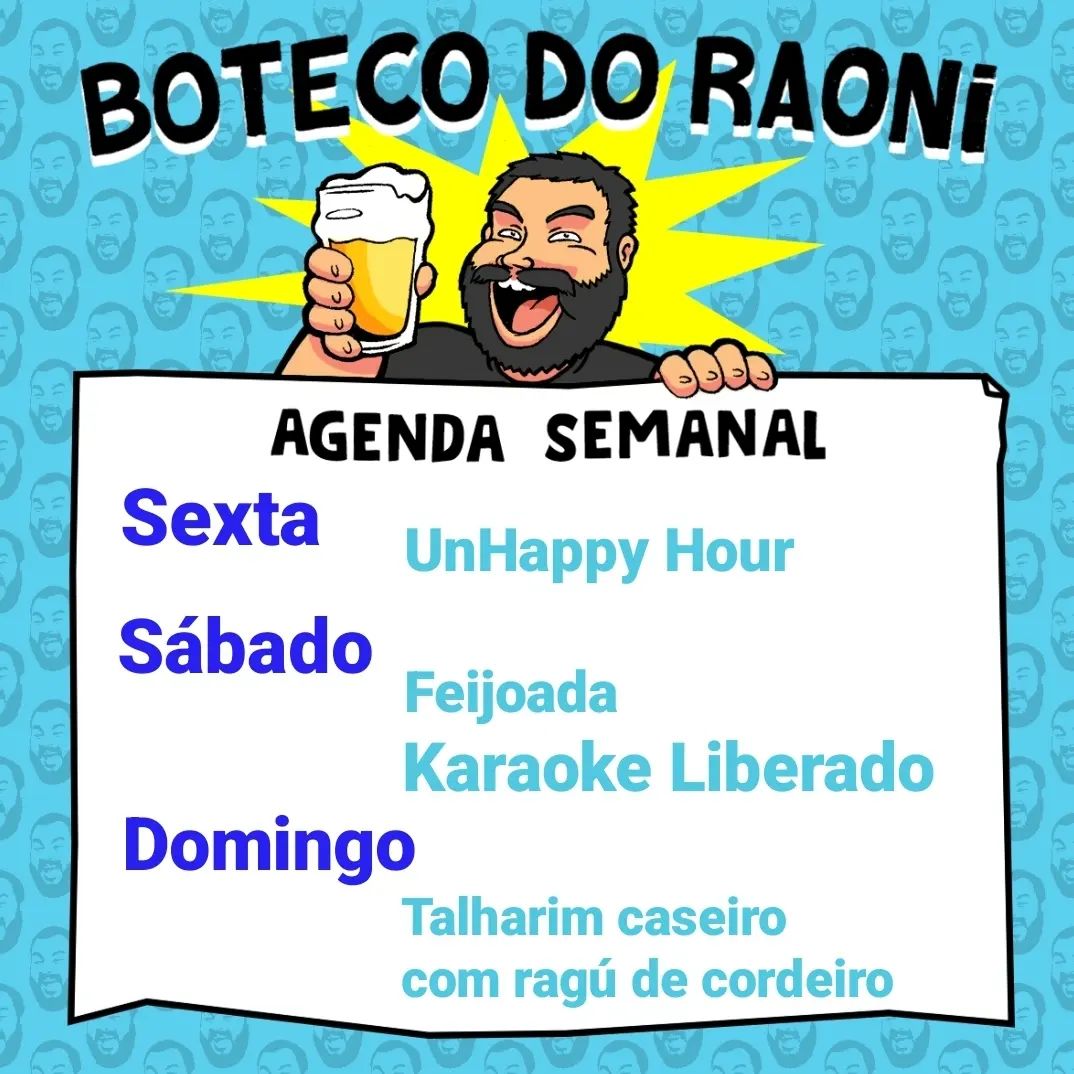 BOTECO DO RAONi
AGENDA SEMANAL
Sexta
UnHappy Hour
Sábado
Feijoada
Karaoke Liberado
Domingo
Talharim caseiro
com ragú de cordeiro